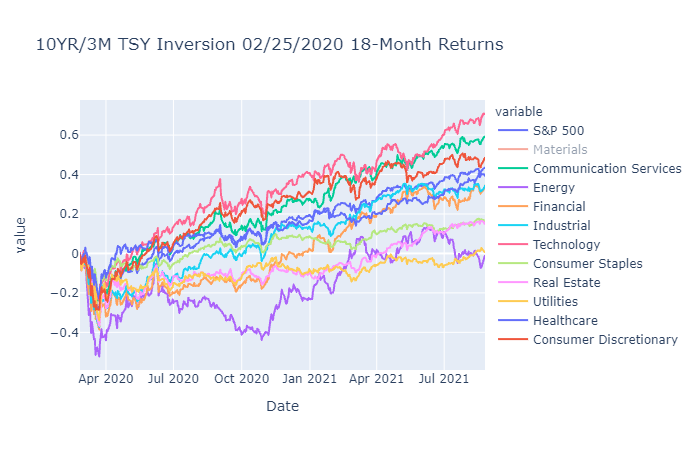 10YR/3M TSY Inversion 02/25/2020 18-Month Returns
variable
S&P 500
Materials
Communication Services
Energy
Financial
Industrial
Technology
Consumer Staples
Real Estate
Utilities
Healthcare
Consumer Discretionary
value
0.6
0.4
0.2
0
−0.2
−0.4
Apr 2020 Jul 2020 Oct 2020 Jan 2021 Apr 2021 Jul 2021
Date